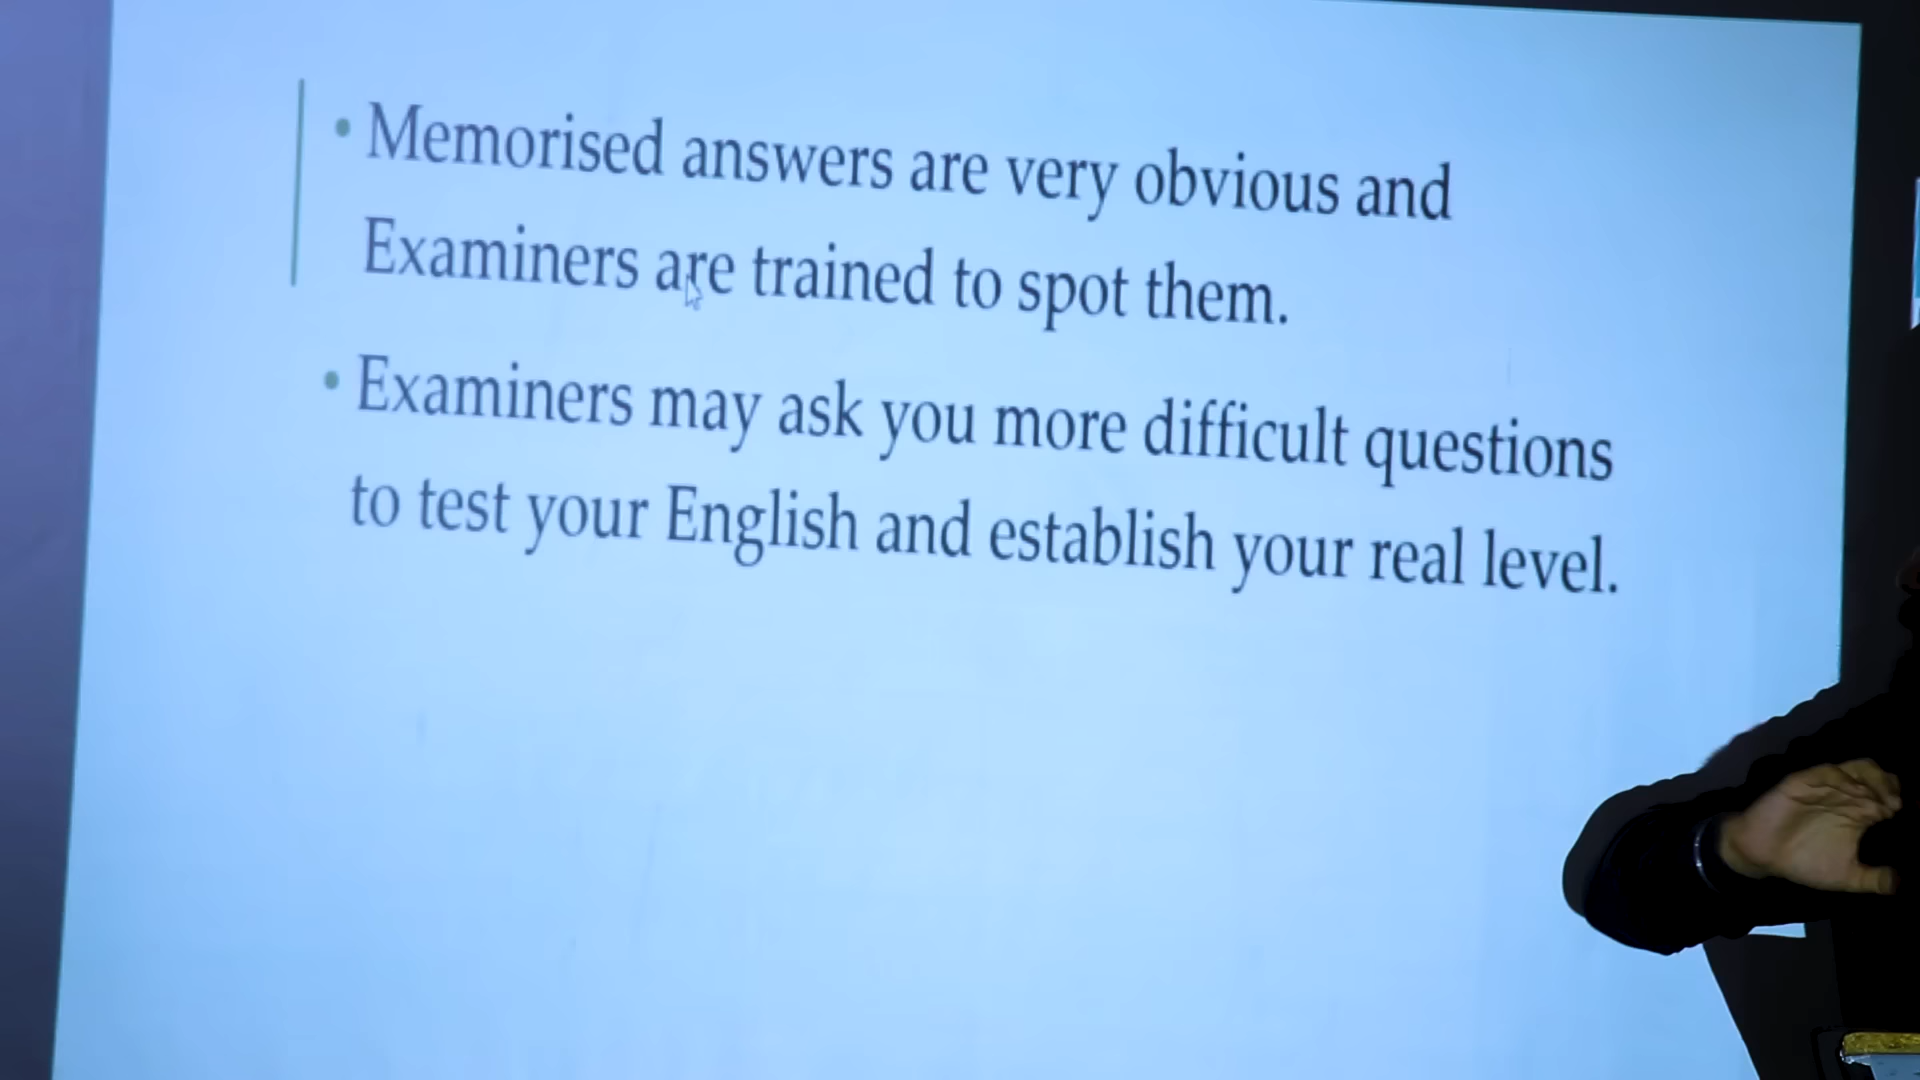 • Memorised answers are very obvious and
Examiners are trained to spot them.
• Examiners may ask you more difficult questions
to test your English and establish your real level.